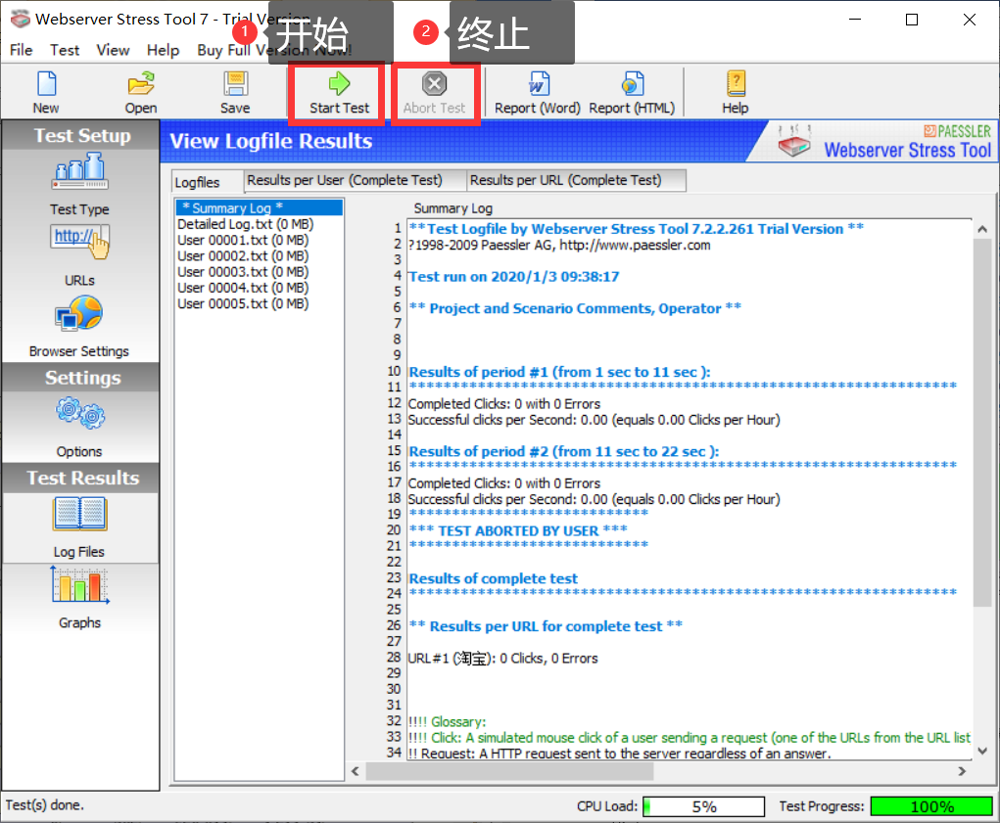 Webserver Stress Tool 7 - Trial Version
File Test View Help Buy Full Version Now!
1 开始
2 终止
New Open Save Start Test Abort Test Report (Word) Report (HTML) Help
Test Setup
Test Type
http://
URLs
Browser Settings
Settings
Options
Test Results
Log Files
Graphs
View Logfile Results
PAESSLER
Webserver Stress Tool
Logfiles Results per User (Complete Test) Results per URL (Complete Test)
* Summary Log *
Detailed Log.txt (0 MB)
User 00001.txt (0 MB)
User 00002.txt (0 MB)
User 00003.txt (0 MB)
User 00004.txt (0 MB)
User 00005.txt (0 MB)
Summary Log
1 **Test Logfile by Webserver Stress Tool 7.2.2.261 Trial Version **
2 ?1998-2009 Paessler AG, http://www.paessler.com
3
4 Test run on 2020/1/3 09:38:17
5
6 ** Project and Scenario Comments, Operator **
7
8
9
10 Results of period #1 (from 1 sec to 11 sec ):
11 ****************************************************************
12 Completed Clicks: 0 with 0 Errors
13 Successful clicks per Second: 0.00 (equals 0.00 Clicks per Hour)
14
15 Results of period #2 (from 11 sec to 22 sec ):
16 ****************************************************************
17 Completed Clicks: 0 with 0 Errors
18 Successful clicks per Second: 0.00 (equals 0.00 Clicks per Hour)
19 ****************************
20 *** TEST ABORTED BY USER ***
21 ****************************
22
23 Results of complete test
24 ****************************************************************
25
26 ** Results per URL for complete test **
27
28 URL#1 (淘宝): 0 Clicks, 0 Errors
29
30
31
32 !!!! Glossary:
33 !!!! Click: A simulated mouse click of a user sending a request (one of the URLs from the URL list
34 !! Request: A HTTP request sent to the server regardless of an answer.
Test(s) done. CPU Load: 5% Test Progress: 100%